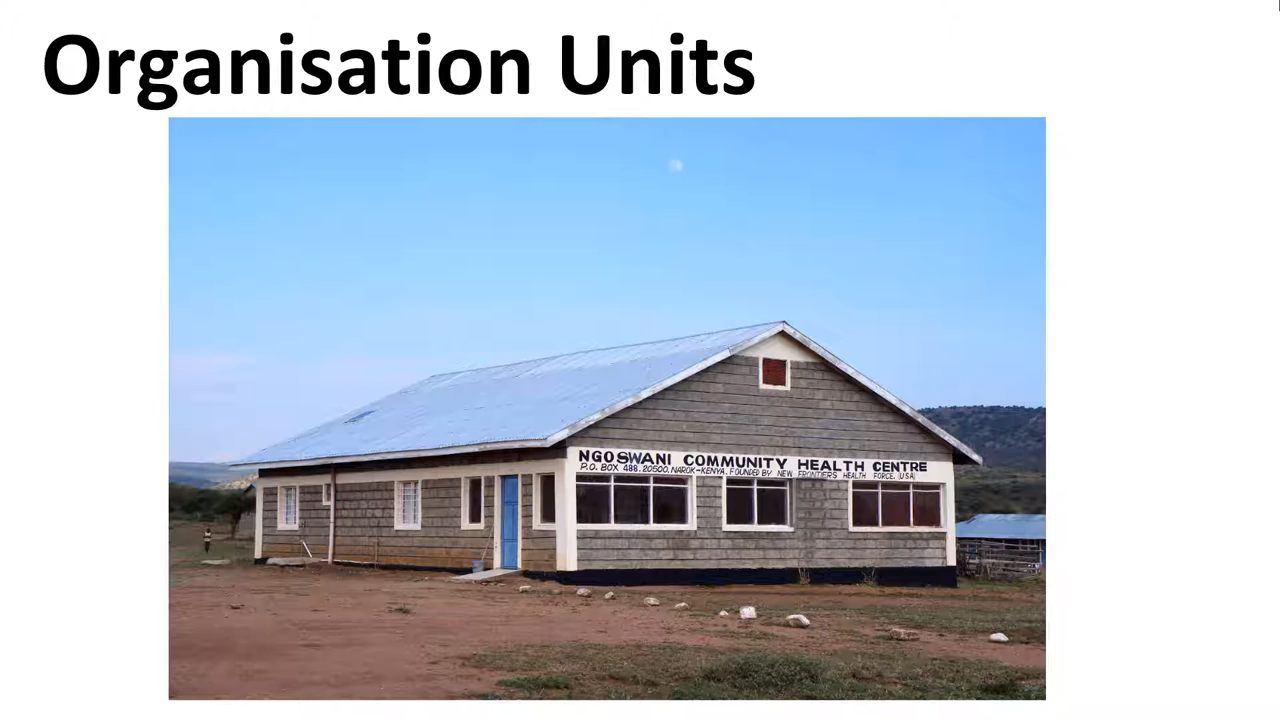 Organisation Units
NGOSWANI COMMUNITY HEALTH CENTRE
P.O. BOX 488, 20500, NAROK-KENYA. FOUNDED BY NEW FRONTIERS HEALTH FORCE, USA